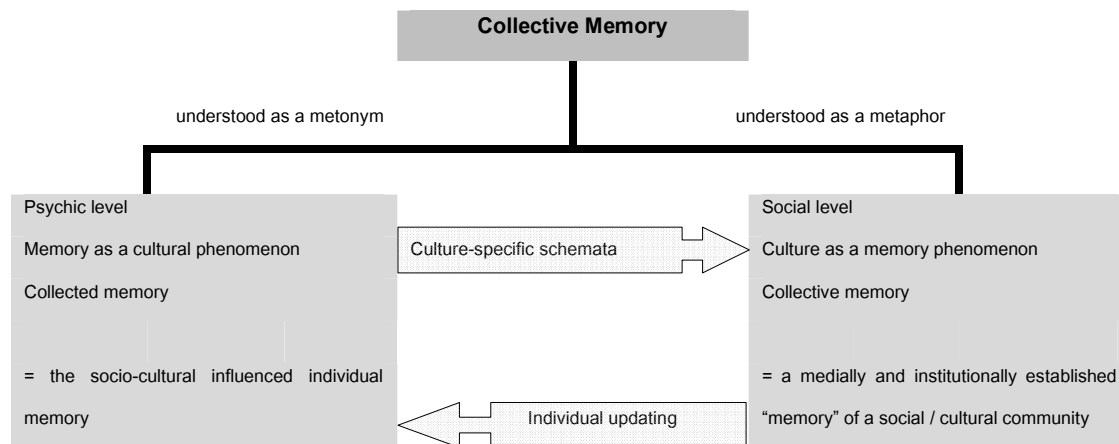 Collective Memory
understood as a metonym
understood as a metaphor
Psychic level
Memory as a cultural phenomenon
Collected memory
= the socio-cultural influenced individual
memory
Culture-specific schemata
Individual updating
Social level
Culture as a memory phenomenon
Collective memory
= a medially and institutionally established
“memory” of a social / cultural community